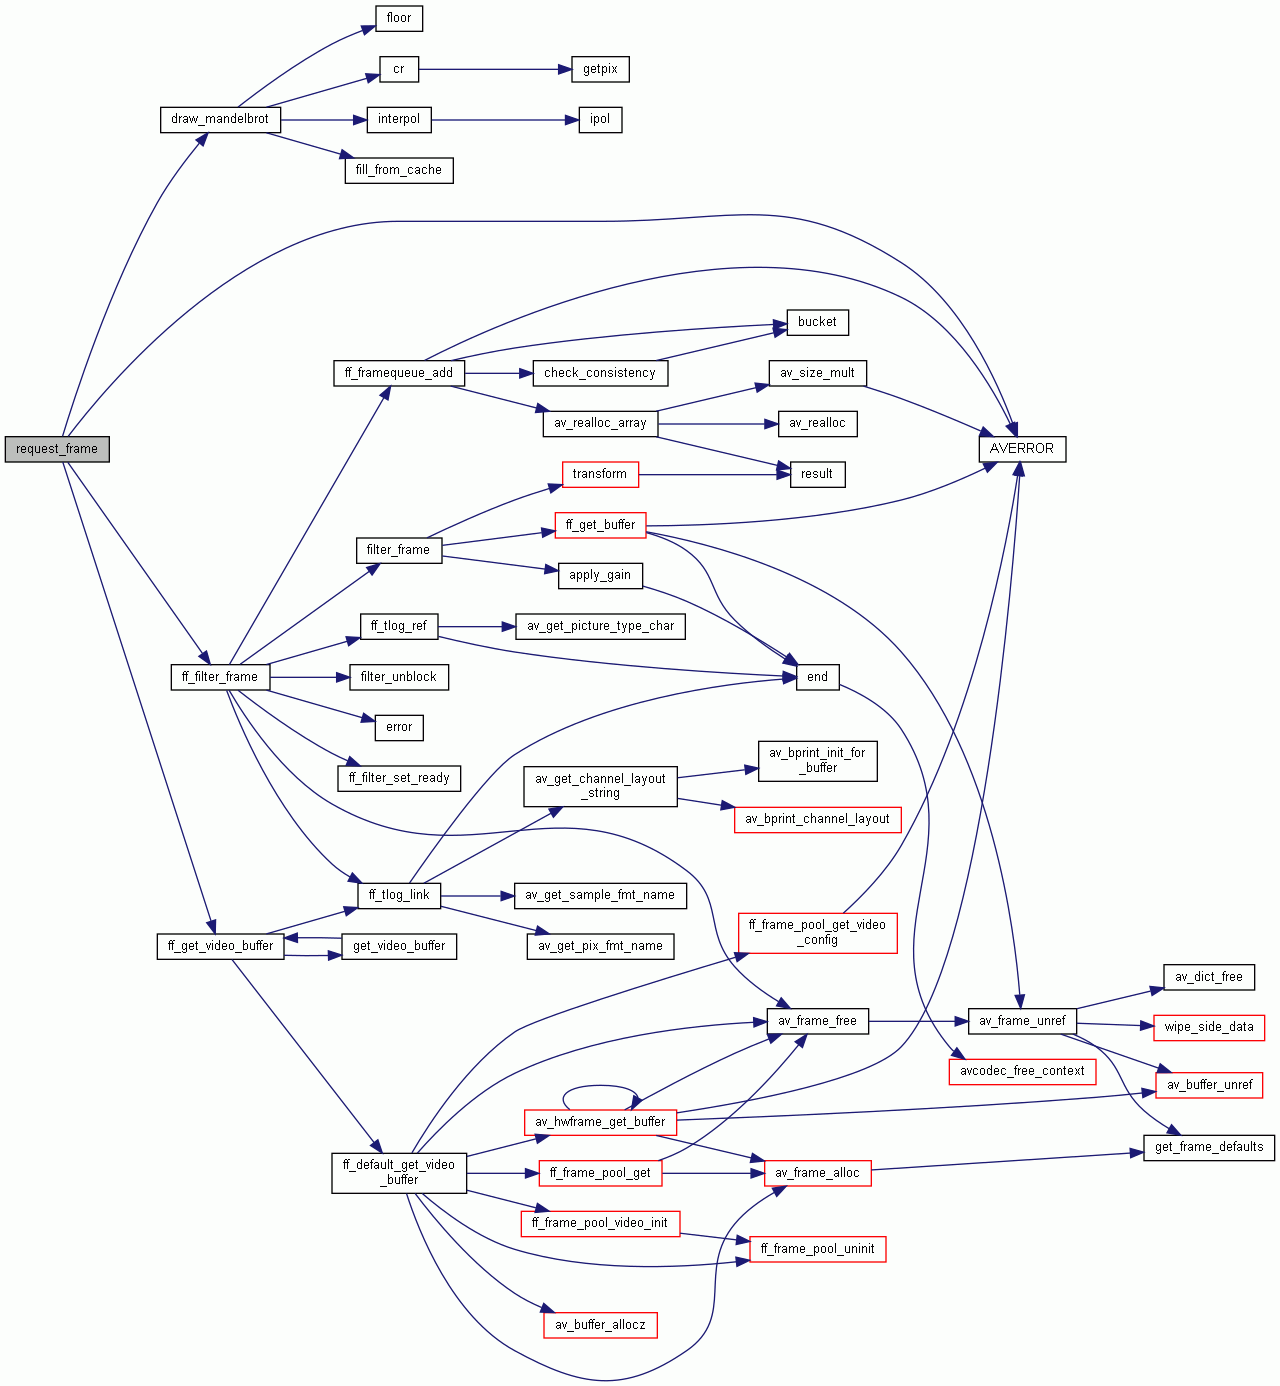 floor
cr
getpix
draw_mandelbrot
interpol
ipol
fill_from_cache
bucket
ff_framequeue_add
check_consistency
av_size_mult
av_realloc_array
av_realloc
request_frame
AVERROR
transform
result
ff_get_buffer
filter_frame
apply_gain
ff_tlog_ref
av_get_picture_type_char
ff_filter_frame
filter_unblock
end
error
ff_filter_set_ready
av_get_channel_layout
_string
av_bprint_init_for
_buffer
av_bprint_channel_layout
ff_tlog_link
av_get_sample_fmt_name
ff_get_video_buffer
get_video_buffer
av_get_pix_fmt_name
ff_frame_pool_get_video
_config
av_dict_free
av_frame_free
av_frame_unref
wipe_side_data
avcodec_free_context
av_buffer_unref
av_hwframe_get_buffer
get_frame_defaults
ff_default_get_video
_buffer
ff_frame_pool_get
av_frame_alloc
ff_frame_pool_video_init
ff_frame_pool_uninit
av_buffer_allocz